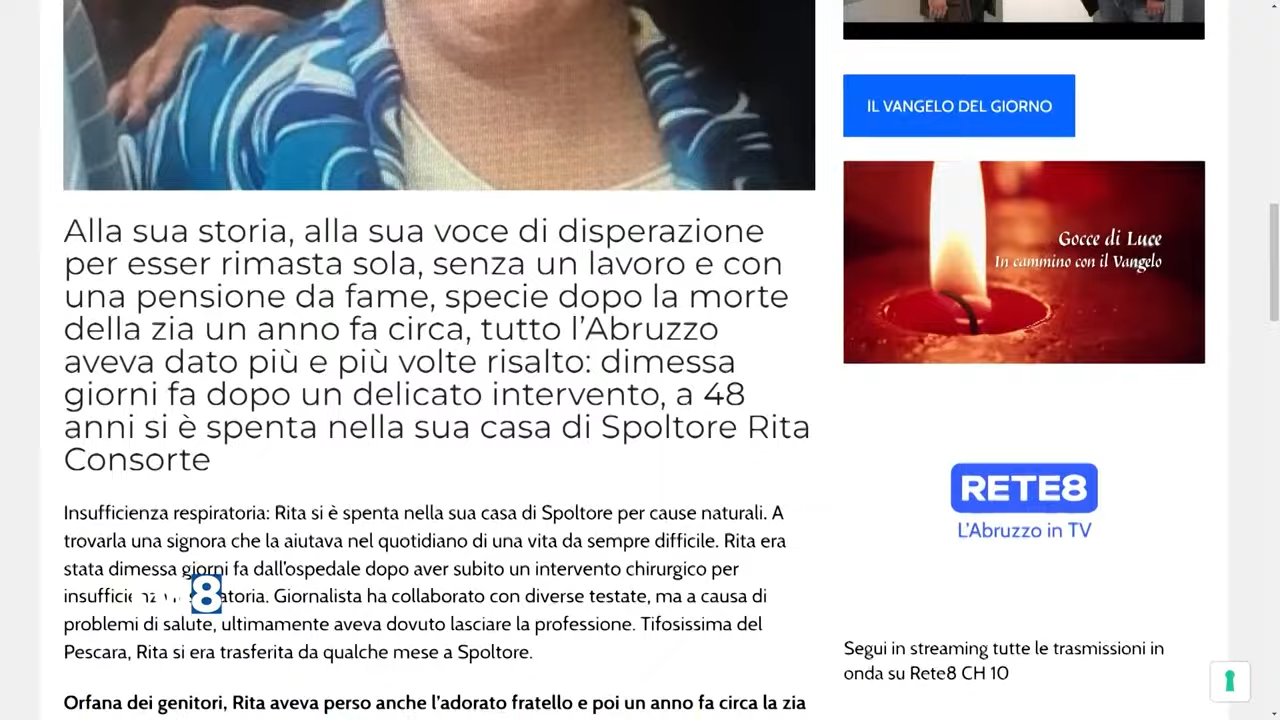 Alla sua storia, alla sua voce di disperazione
per esser rimasta sola, senza un lavoro e con
una pensione da fame, specie dopo la morte
della zia un anno fa circa, tutto l’Abruzzo
aveva dato più e più volte risalto: dimessa
giorni fa dopo un delicato intervento, a 48
anni si è spenta nella sua casa di Spoltore Rita
Consorte
Insufficienza respiratoria: Rita si è spenta nella sua casa di Spoltore per cause naturali. A
trovarla una signora che la aiutava nel quotidiano di una vita da sempre difficile. Rita era
stata dimessa giorni fa dall’ospedale dopo aver subito un intervento chirurgico per
8
Giornalista ha collaborato con diverse testate, ma a causa di
problemi di salute, ultimamente aveva dovuto lasciare la professione. Tifosissima del
Pescara, Rita si era trasferita da qualche mese a Spoltore.
Orfana dei genitori, Rita aveva perso anche l’adorato fratello e poi un anno fa circa la zia
IL VANGELO DEL GIORNO
Gocce di Luce
In cammino con il Vangelo
RETE8
L’Abruzzo in TV
Segui in streaming tutte le trasmissioni in
onda su Rete8 CH 10